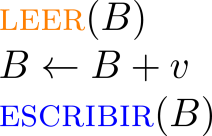 LEER(B)
B ← B + v
ESCRIBIR(B)